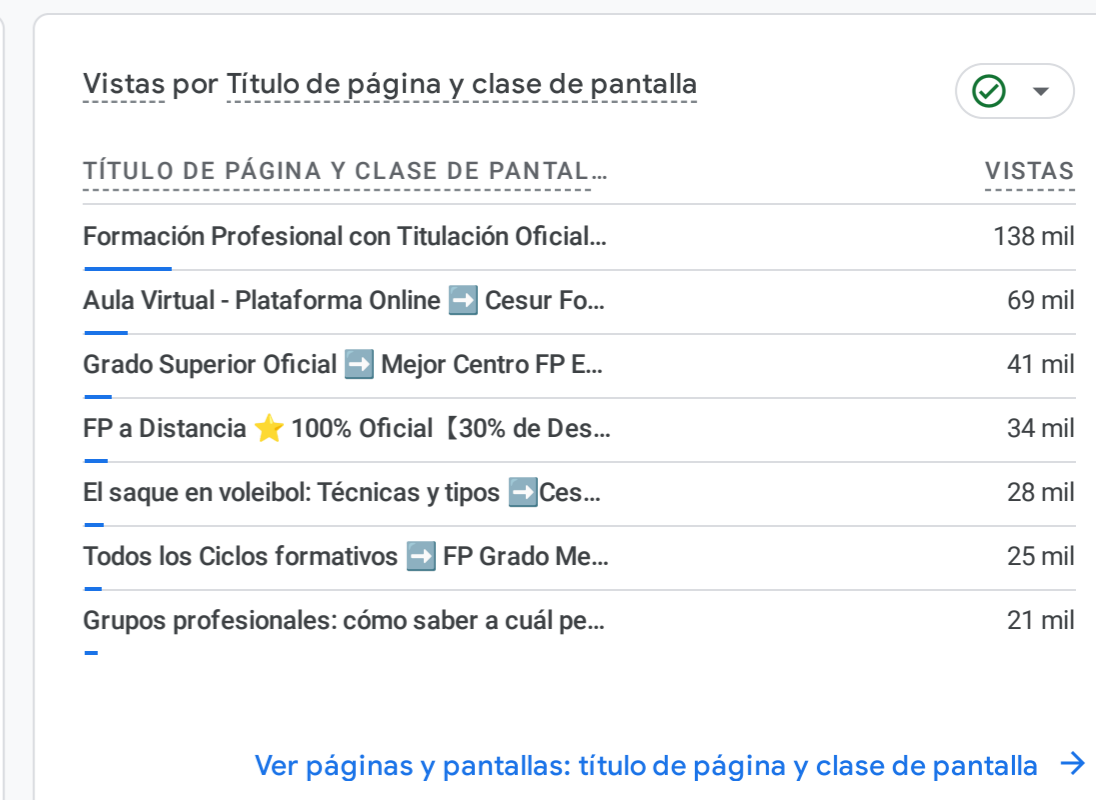 Vistas por Título de página y clase de pantalla
TÍTULO DE PÁGINA Y CLASE DE PANTAL… VISTAS
Formación Profesional con Titulación Oficial… 138 mil
Aula Virtual - Plataforma Online ➡️ Cesur Fo… 69 mil
Grado Superior Oficial ➡️ Mejor Centro FP E… 41 mil
FP a Distancia ⭐ 100% Oficial【30% de Des… 34 mil
El saque en voleibol: Técnicas y tipos ➡️Ces… 28 mil
Todos los Ciclos formativos ➡️ FP Grado Me… 25 mil
Grupos profesionales: cómo saber a cuál pe… 21 mil
Ver páginas y pantallas: título de página y clase de pantalla →